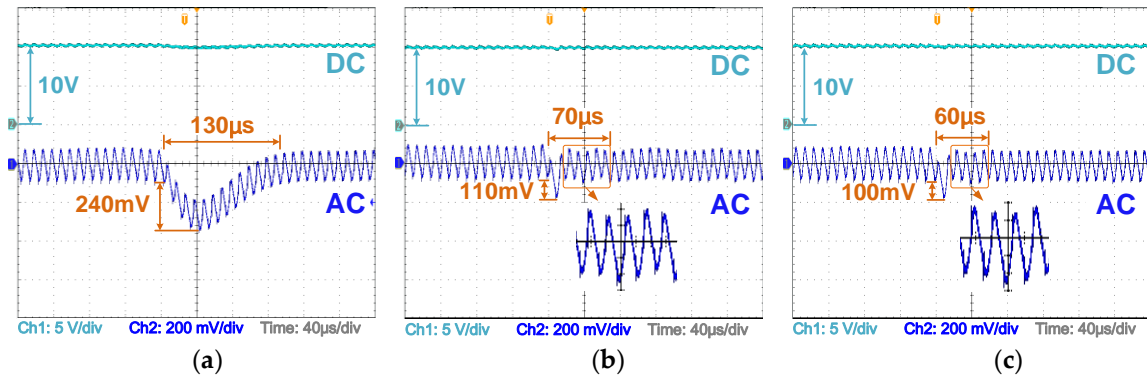 DC
10V
130µs
240mV
AC
Ch1: 5 V/div Ch2: 200 mV/div Time: 40µs/div
(a)
DC
10V
70µs
110mV
AC
Ch1: 5 V/div Ch2: 200 mV/div Time: 40µs/div
(b)
DC
10V
60µs
100mV
AC
Ch1: 5 V/div Ch2: 200 mV/div Time: 40µs/div
(c)